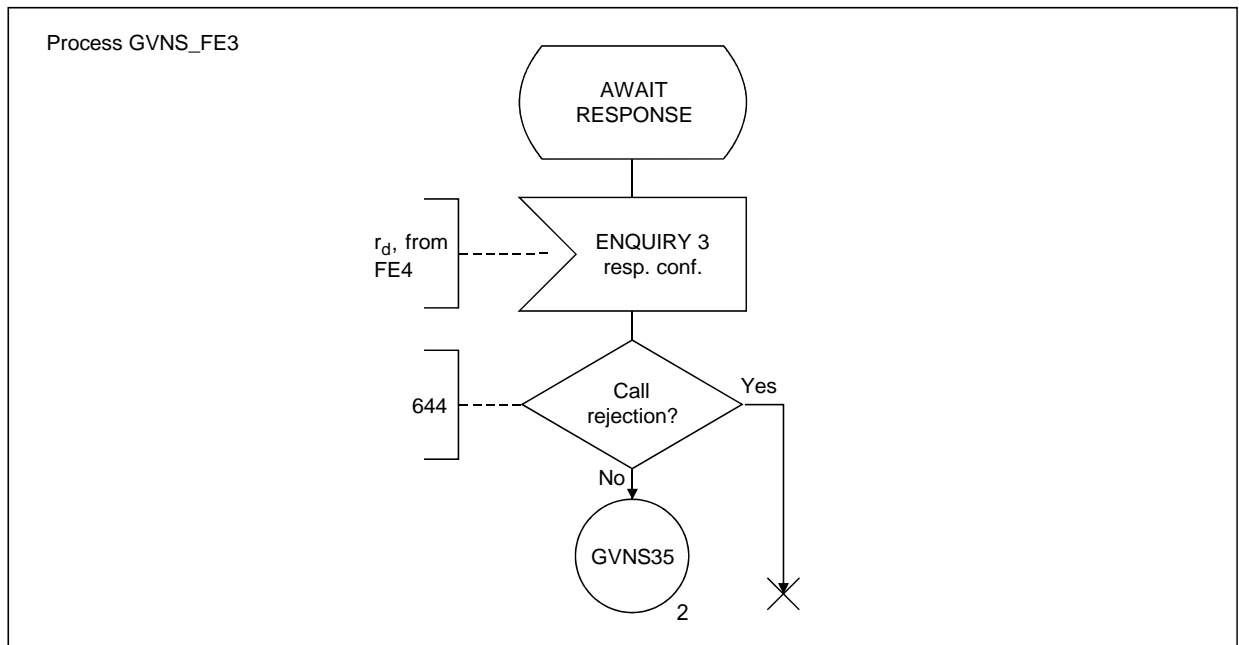 Process GVNS_FE3
AWAIT
RESPONSE
r_d, from
FE4
ENQUIRY 3
resp. conf.
644
Call
rejection?
Yes
No
GVNS35
2